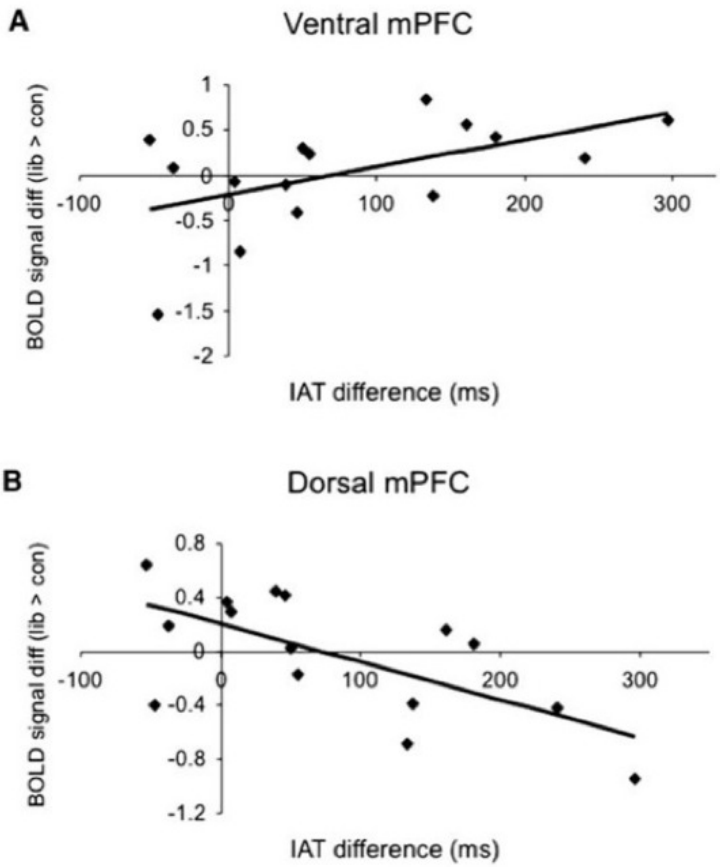 A
Ventral mPFC
BOLD signal diff (lib > con)
1
0.5
0
-100 0 100 200 300
-0.5
-1
-1.5
-2
IAT difference (ms)
B
Dorsal mPFC
BOLD signal diff (lib > con)
0.8
0.4
0
-100 0 100 200 300
-0.4
-0.8
-1.2
IAT difference (ms)